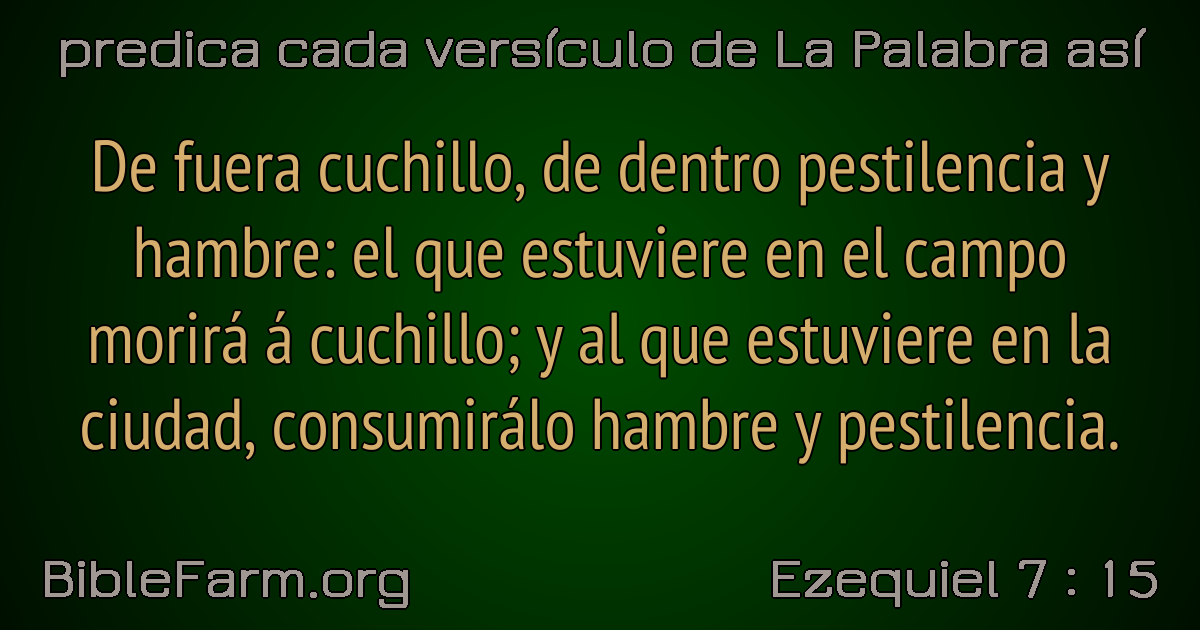 predica cada versículo de La Palabra así
De fuera cuchillo, de dentro pestilencia y
hambre: el que estuviere en el campo
morirá á cuchillo; y al que estuviere en la
ciudad, consumirálo hambre y pestilencia.
BibleFarm.org
Ezequiel 7 : 15